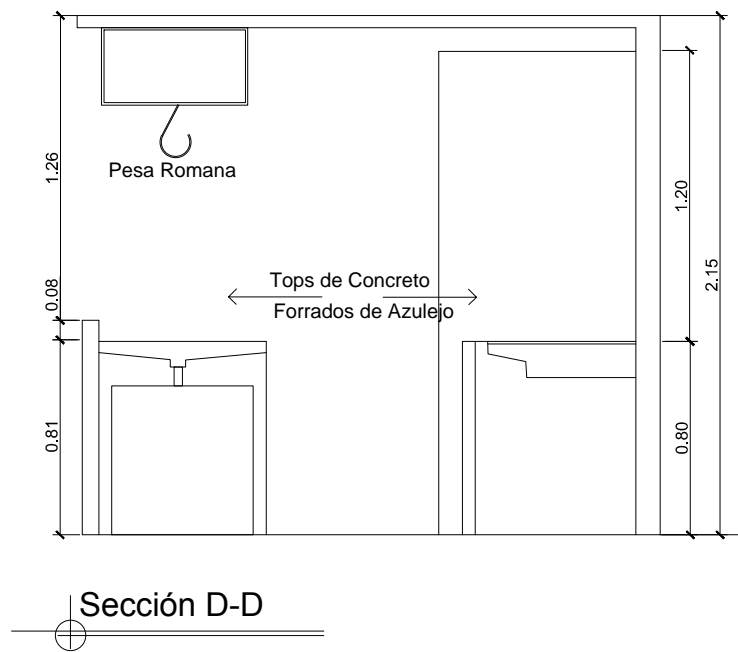 Pesa Romana
1.26
1.20
2.15
Tops de Concreto
0.08
Forrados de Azulejo
0.81
0.80
Sección D-D